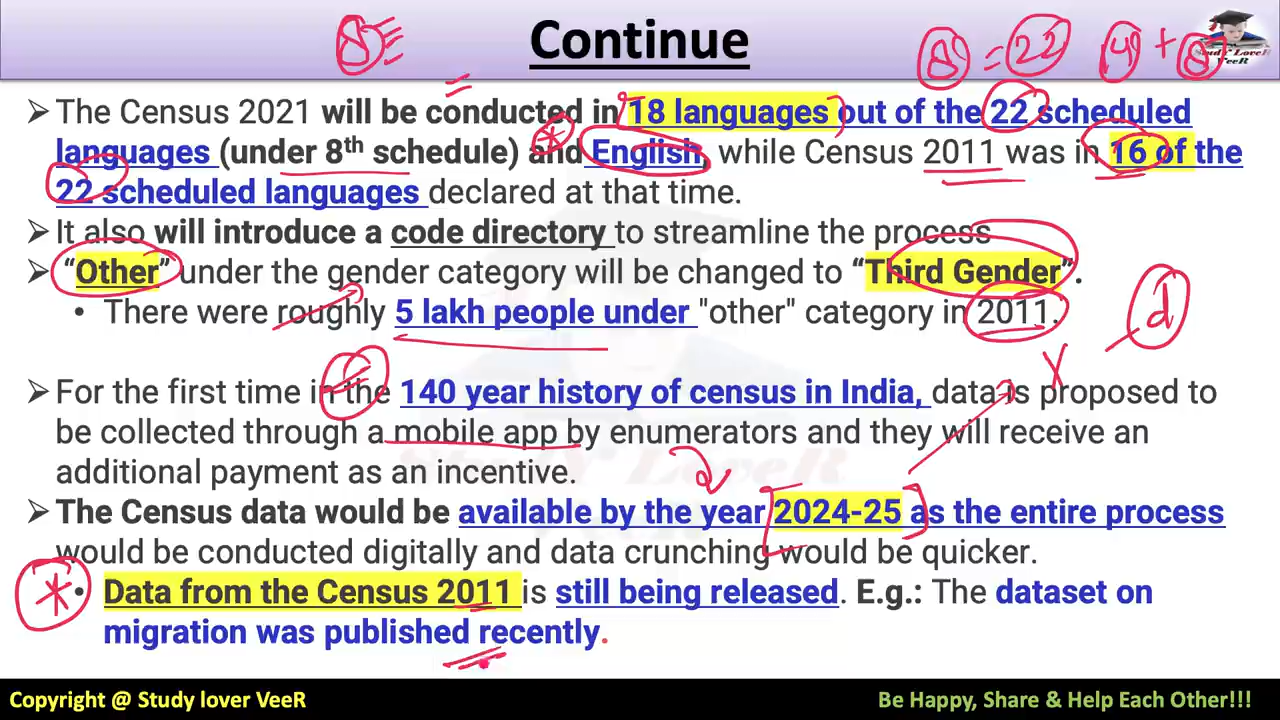 Continue
8
8 = 22
14 + 8
Study LoveR
VeeR
➤ The Census 2021 will be conducted in 18 languages out of the 22 scheduled
languages (under 8th schedule) and English, while Census 2011 was in 16 of the
22 scheduled languages declared at that time.
➤ It also will introduce a code directory to streamline the process
➤ “Other” under the gender category will be changed to “Third Gender”.
• There were roughly 5 lakh people under "other" category in 2011.
d
➤ For the first time in the 140 year history of census in India, data is proposed to
be collected through a mobile app by enumerators and they will receive an
additional payment as an incentive.
➤ The Census data would be available by the year 2024-25 as the entire process
would be conducted digitally and data crunching would be quicker.
• Data from the Census 2011 is still being released. E.g.: The dataset on
migration was published recently.
Copyright @ Study lover VeeR
Be Happy, Share & Help Each Other!!!